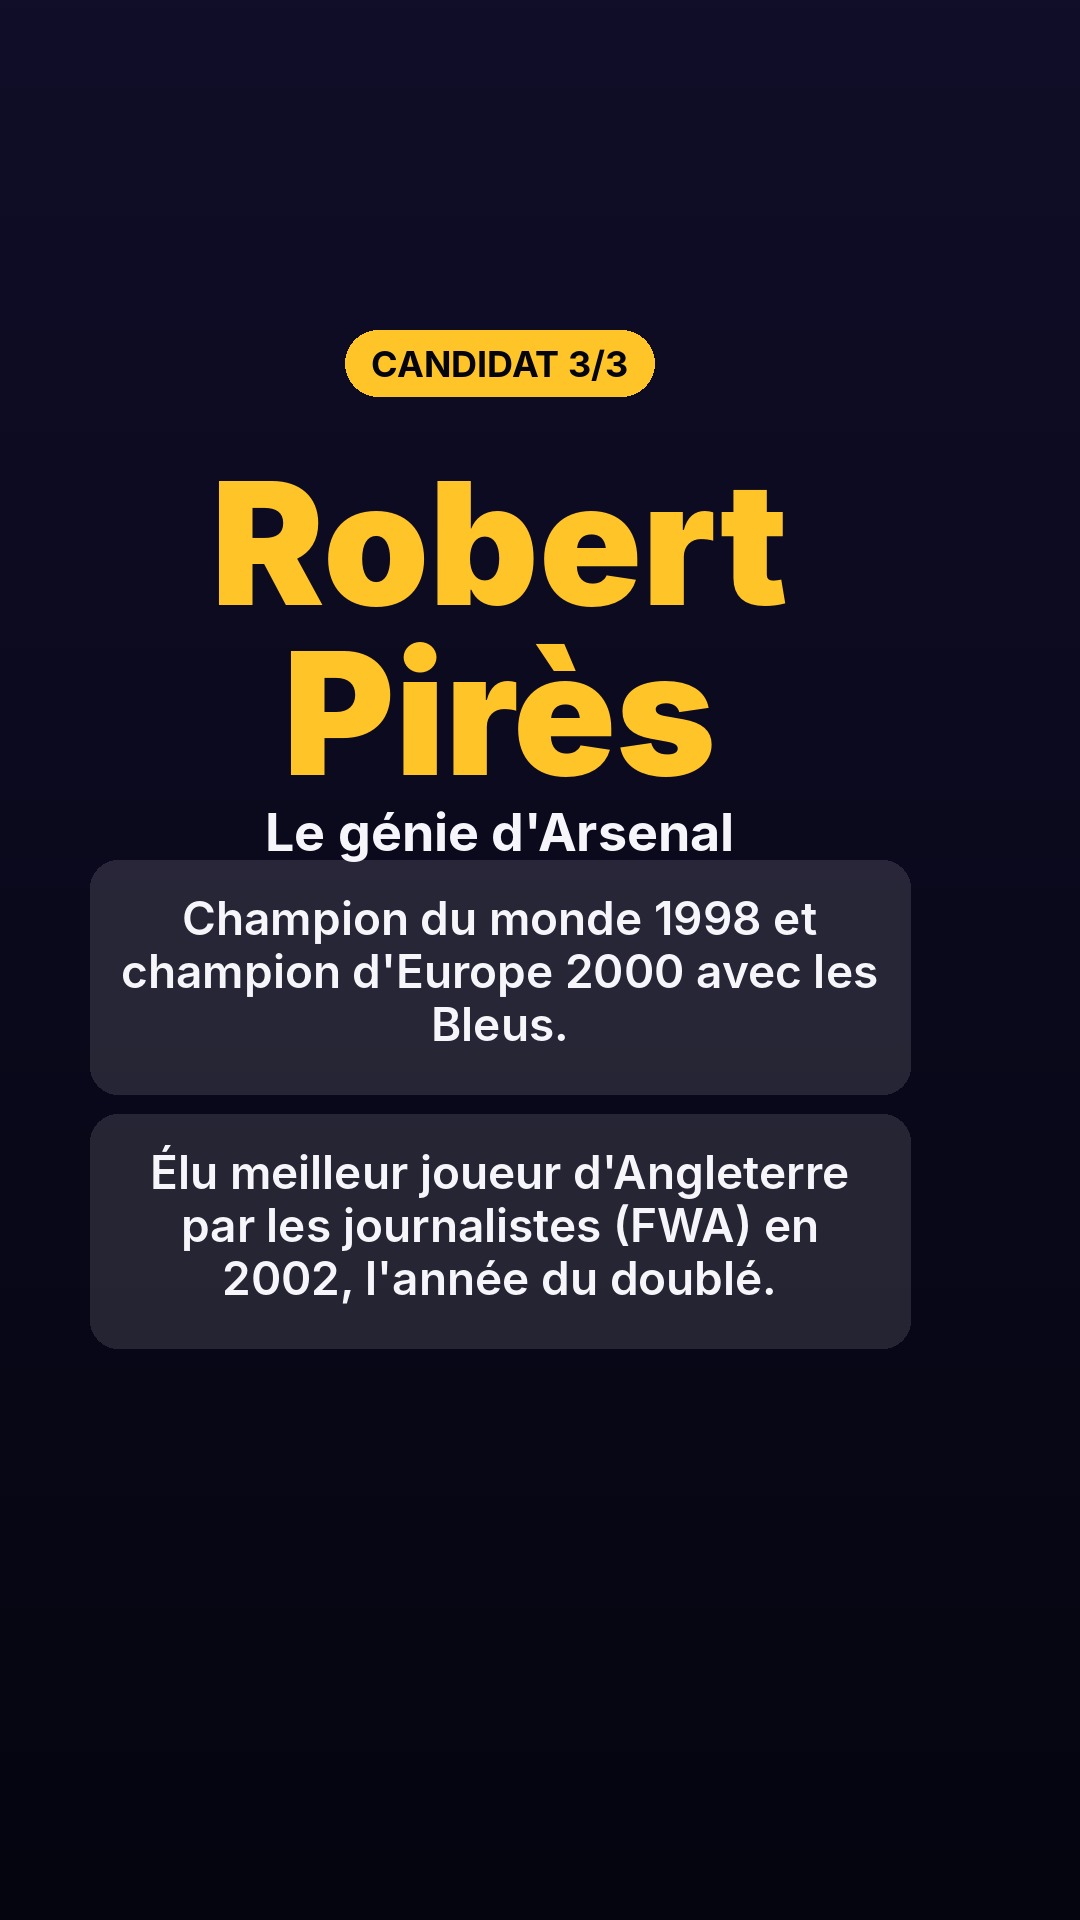 CANDIDAT 3/3
Robert
Pirès
Le génie d'Arsenal
Champion du monde 1998 et
champion d'Europe 2000 avec les
Bleus.
Élu meilleur joueur d'Angleterre
par les journalistes (FWA) en
2002, l'année du doublé.